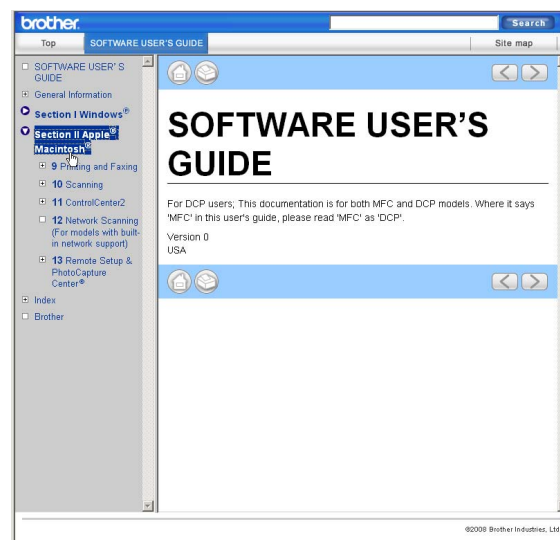 brother.
Search
Top
SOFTWARE USER'S GUIDE
Site map
SOFTWARE USER' S
GUIDE
General Information
Section I Windows®
Section II Apple®
Macintosh®
9 Printing and Faxing
10 Scanning
11 ControlCenter2
12 Network Scanning
(For models with built-
in network support)
13 Remote Setup &
PhotoCapture
Center®
Index
Brother
SOFTWARE USER'S
GUIDE
For DCP users; This documentation is for both MFC and DCP models. Where it says
'MFC' in this user's guide, please read 'MFC' as 'DCP'.
Version 0
USA
©2008 Brother Industries, Ltd